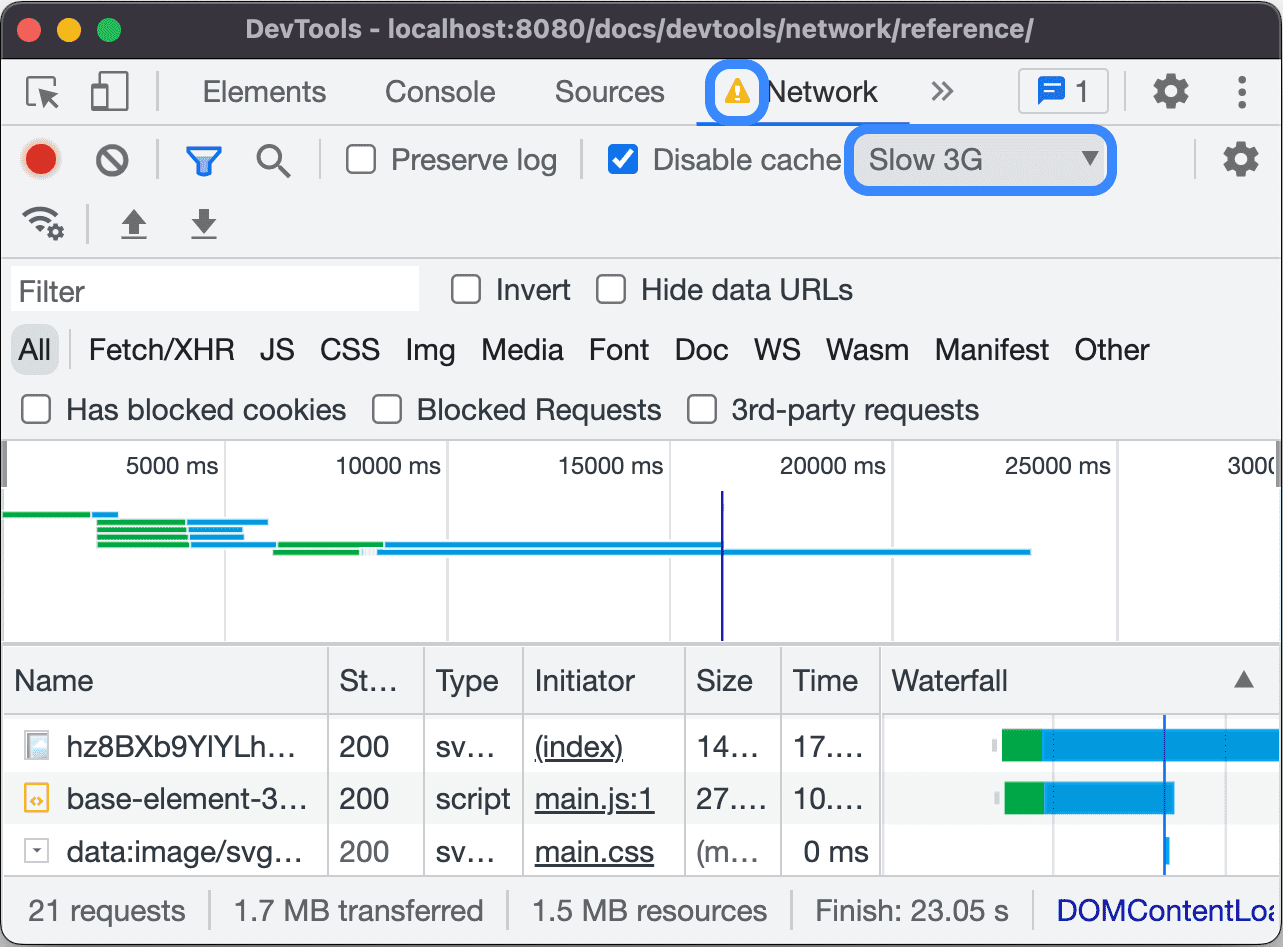 DevTools - localhost:8080/docs/devtools/network/reference/
Elements Console Sources Network 1
Preserve log Disable cache Slow 3G
Filter Invert Hide data URLs
All Fetch/XHR JS CSS Img Media Font Doc WS Wasm Manifest Other
Has blocked cookies Blocked Requests 3rd-party requests
5000 ms 10000 ms 15000 ms 20000 ms 25000 ms 3000
Name St… Type Initiator Size Time Waterfall
hz8BXb9YlYLh… 200 sv… (index) 14… 17.…
base-element-3… 200 script main.js:1 27.… 10.…
data:image/svg… 200 sv… main.css (m… 0 ms
21 requests 1.7 MB transferred 1.5 MB resources Finish: 23.05 s DOMContentLoa